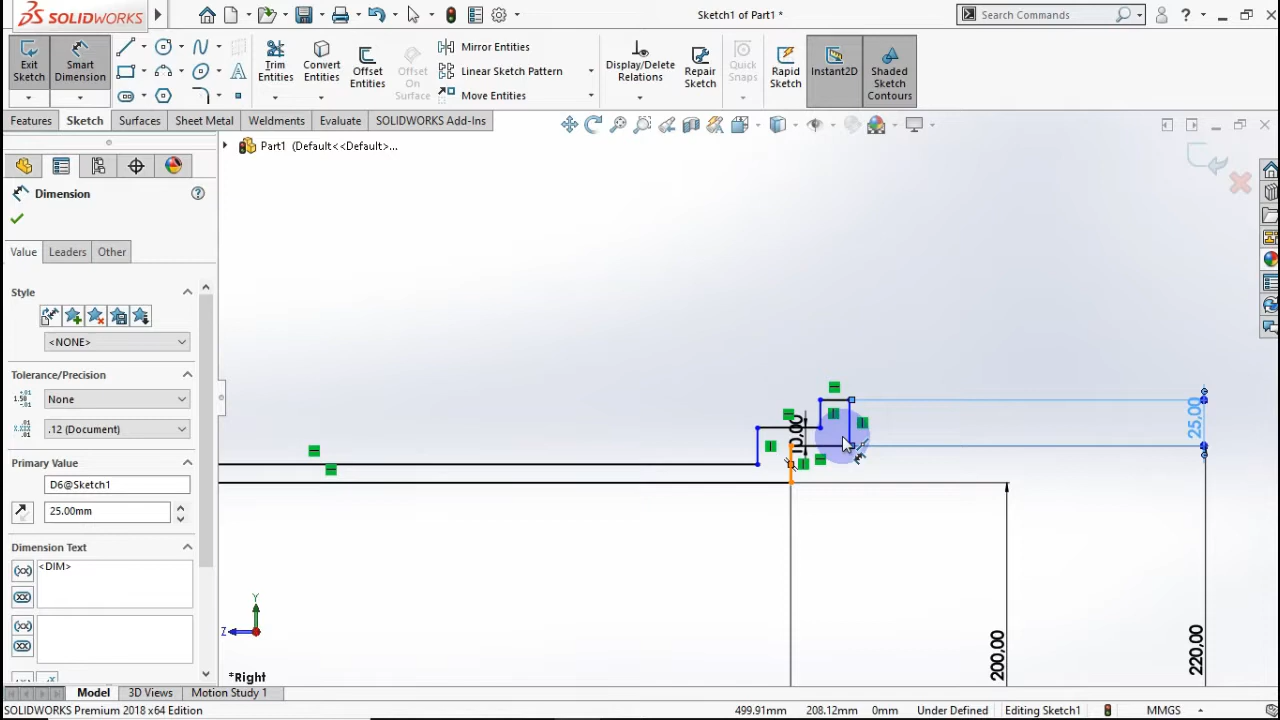 SOLIDWORKS
Sketch1 of Part1 *
Search Commands
?
Exit Sketch
Smart Dimension
Trim Entities
Convert Entities
Offset Entities
Offset On Surface
Mirror Entities
Linear Sketch Pattern
Move Entities
Display/Delete Relations
Repair Sketch
Quick Snaps
Rapid Sketch
Instant2D
Shaded Sketch Contours
Features
Sketch
Surfaces
Sheet Metal
Weldments
Evaluate
SOLIDWORKS Add-Ins
Part1 (Default<<Default>...
Dimension
?
Value
Leaders
Other
Style
<NONE>
Tolerance/Precision
None
.12 (Document)
Primary Value
D6@Sketch1
25.00mm
Dimension Text
<DIM>
10,00
25,00
200,00
220,00
Y
Z
*Right
Model
3D Views
Motion Study 1
SOLIDWORKS Premium 2018 x64 Edition
499.91mm
208.12mm
0mm
Under Defined
Editing Sketch1
MMGS